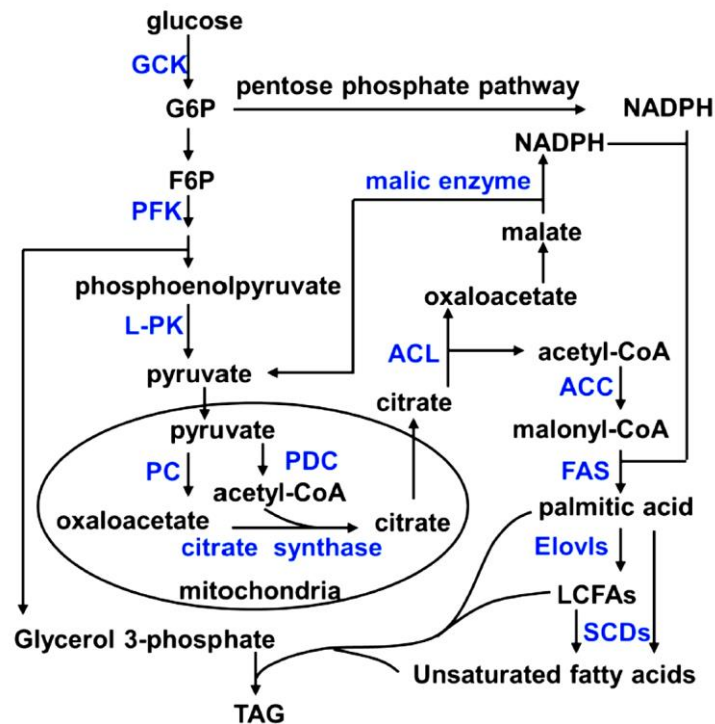 glucose
GCK
pentose phosphate pathway
G6P
NADPH
NADPH
F6P
malic enzyme
PFK
malate
phosphoenolpyruvate
oxaloacetate
L-PK
ACL
acetyl-CoA
pyruvate
ACC
citrate
malonyl-CoA
pyruvate
PC
PDC
FAS
acetyl-CoA
palmitic acid
oxaloacetate
citrate
citrate synthase
Elovls
mitochondria
LCFAs
SCDs
Glycerol 3-phosphate
Unsaturated fatty acids
TAG